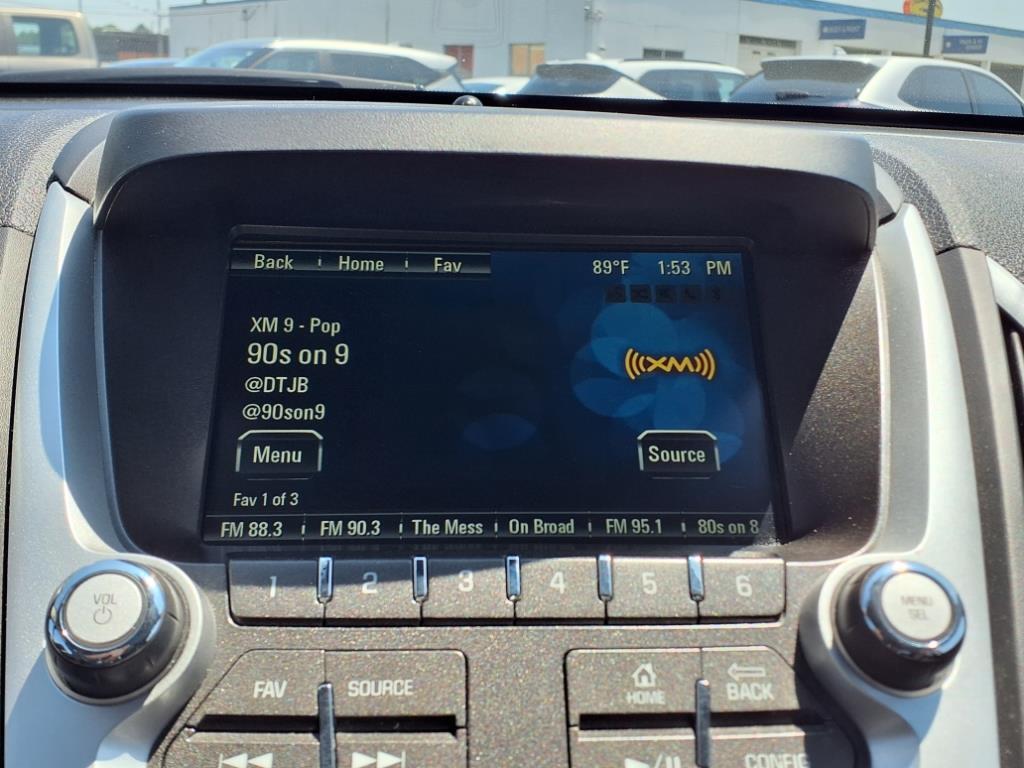 Back Home Fav 89°F 1:53 PM
XM 9 - Pop
90s on 9
@DTJB
@90son9
((XM))
Menu Source
Fav 1 of 3
FM 88.3 FM 90.3 The Mess On Broad FM 95.1 80s on 8
1 2 3 4 5 6
VOL
MENU
SEL
FAV SOURCE HOME BACK
CONFIG